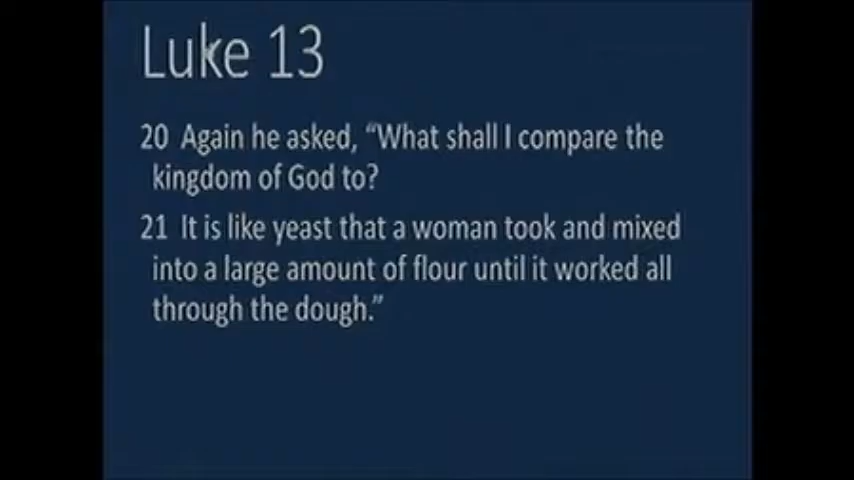 Luke 13
20 Again he asked, “What shall I compare the
kingdom of God to?
21 It is like yeast that a woman took and mixed
into a large amount of flour until it worked all
through the dough.”